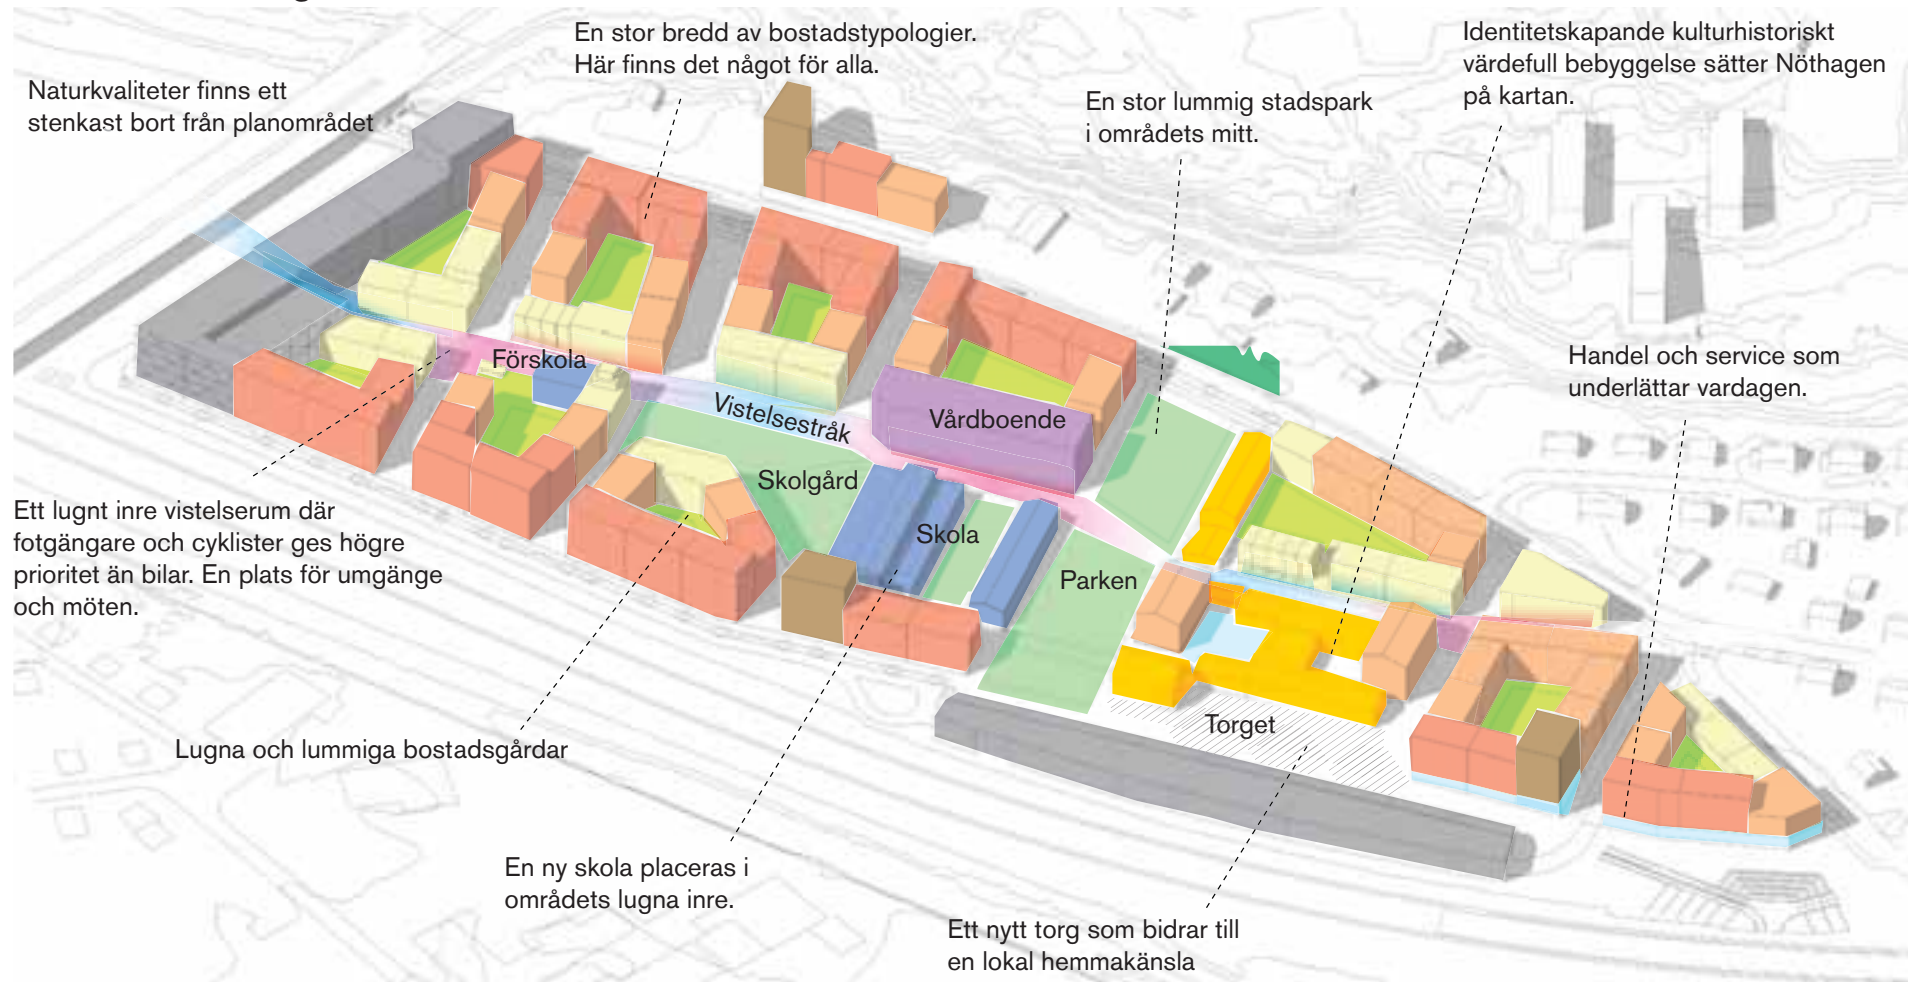 En stor bredd av bostadstypologier.
Här finns det något för alla.
Identitetskapande kulturhistoriskt
värdefull bebyggelse sätter Nöthagen
på kartan.
Naturkvaliteter finns ett
stenkast bort från planområdet
En stor lummig stadspark
i områdets mitt.
Handel och service som
underlättar vardagen.
Förskola
Vistelsestråk
Vårdboende
Skolgård
Skola
Parken
Torget
Ett lugnt inre vistelserum där
fotgängare och cyklister ges högre
prioritet än bilar. En plats för umgänge
och möten.
Lugna och lummiga bostadsgårdar
En ny skola placeras i
områdets lugna inre.
Ett nytt torg som bidrar till
en lokal hemmakänsla